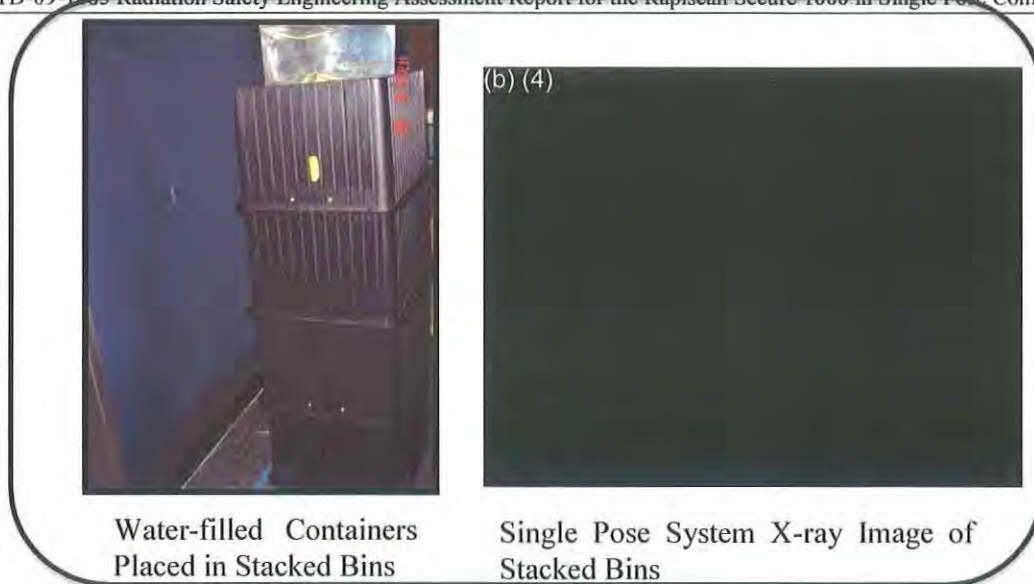 Radiation Safety Engineering Assessment Report for the Rapiscan Secure 1000 in Single Pose
(b) (4)
Water-filled Containers
Placed in Stacked Bins
Single Pose System X-ray Image of
Stacked Bins